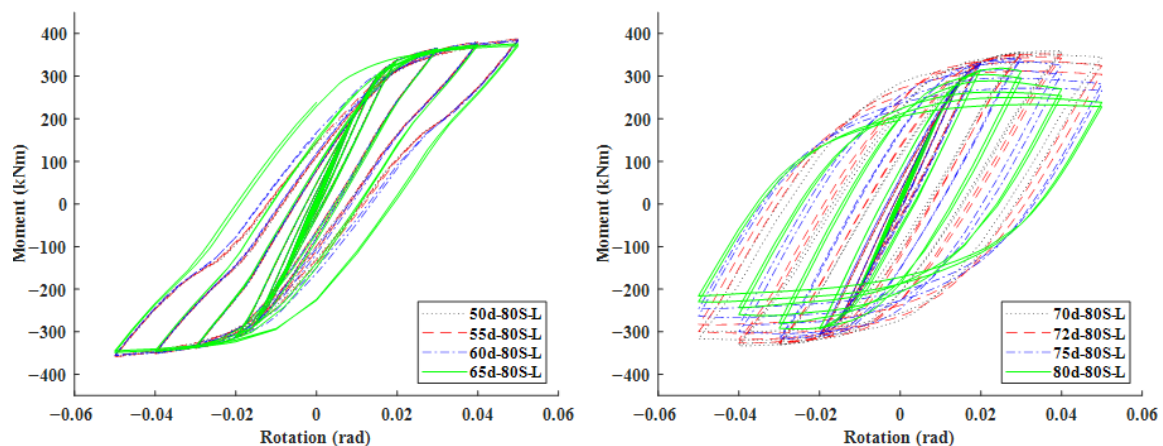 400
300
200
100
0
−100
−200
−300
−400
Moment (kNm)
50d-80S-L
55d-80S-L
60d-80S-L
65d-80S-L
−0.06 −0.04 −0.02 0 0.02 0.04 0.06
Rotation (rad)
400
300
200
100
0
−100
−200
−300
−400
Moment (kNm)
70d-80S-L
72d-80S-L
75d-80S-L
80d-80S-L
−0.06 −0.04 −0.02 0 0.02 0.04 0.06
Rotation (rad)